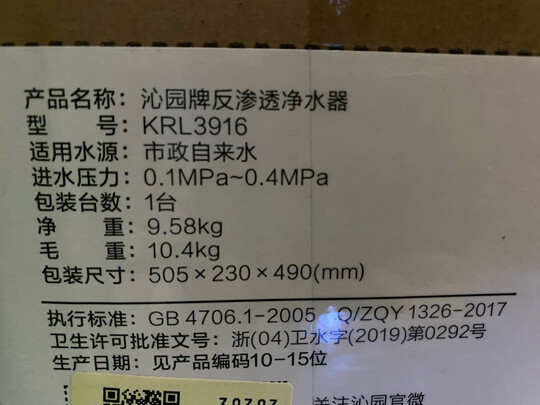 产品名称：沁园牌反渗透净水器
型　　号：KRL3916
适用水源：市政自来水
进水压力：0.1MPa~0.4MPa
包装台数：1台
净　　重：9.58kg
毛　　重：10.4kg
包装尺寸：505×230×490(mm)
执行标准：GB 4706.1-2005 Q/ZQY 1326-2017
卫生许可批准文号：浙(04)卫水字(2019)第0292号
生产日期：见产品编码10-15位
关注沁园官微